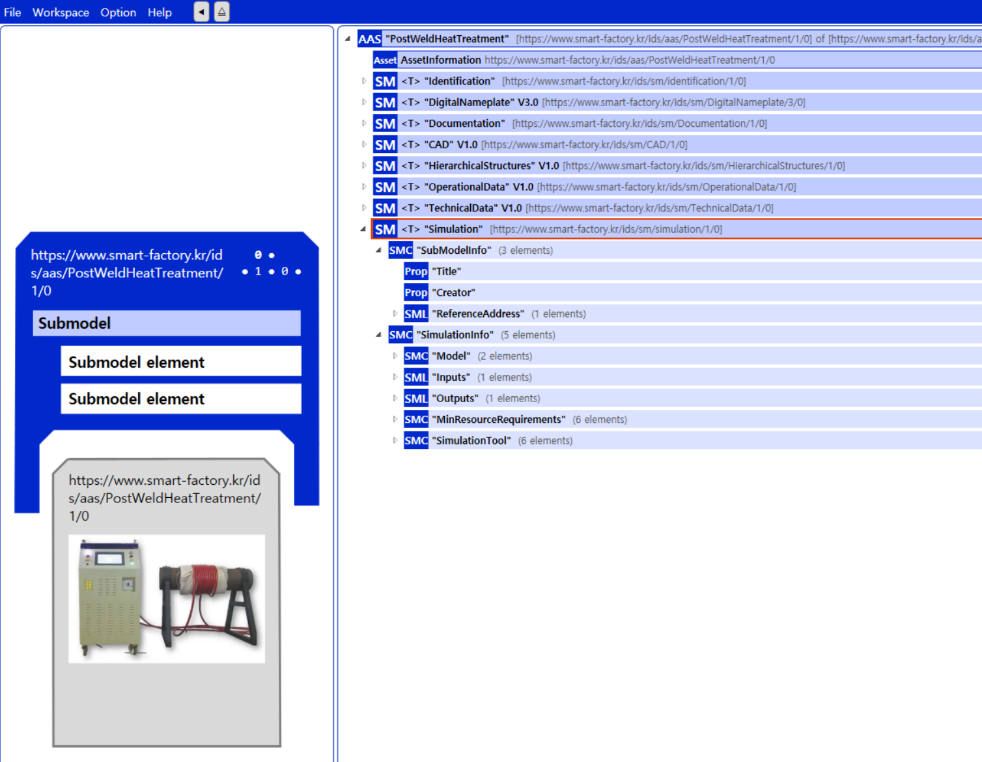 File Workspace Option Help
https://www.smart-factory.kr/id
s/aas/PostWeldHeatTreatment/
1/0
0
1 0
Submodel
Submodel element
Submodel element
https://www.smart-factory.kr/id
s/aas/PostWeldHeatTreatment/
1/0
AAS "PostWeldHeatTreatment" [https://www.smart-factory.kr/ids/aas/PostWeldHeatTreatment/1/0] of [https://www.smart-factory.kr/ids/a
Asset AssetInformation https://www.smart-factory.kr/ids/aas/PostWeldHeatTreatment/1/0
SM <T> "Identification" [https://www.smart-factory.kr/ids/sm/identification/1/0]
SM <T> "DigitalNameplate" V3.0 [https://www.smart-factory.kr/ids/sm/DigitalNameplate/3/0]
SM <T> "Documentation" [https://www.smart-factory.kr/ids/sm/Documentation/1/0]
SM <T> "CAD" V1.0 [https://www.smart-factory.kr/ids/sm/CAD/1/0]
SM <T> "HierarchicalStructures" V1.0 [https://www.smart-factory.kr/ids/sm/HierarchicalStructures/1/0]
SM <T> "OperationalData" V1.0 [https://www.smart-factory.kr/ids/sm/OperationalData/1/0]
SM <T> "TechnicalData" V1.0 [https://www.smart-factory.kr/ids/sm/TechnicalData/1/0]
SM <T> "Simulation" [https://www.smart-factory.kr/ids/sm/simulation/1/0]
SMC "SubModelInfo" (3 elements)
Prop "Title"
Prop "Creator"
SML "ReferenceAddress" (1 elements)
SMC "SimulationInfo" (5 elements)
SMC "Model" (2 elements)
SML "Inputs" (1 elements)
SML "Outputs" (1 elements)
SMC "MinResourceRequirements" (6 elements)
SMC "SimulationTool" (6 elements)